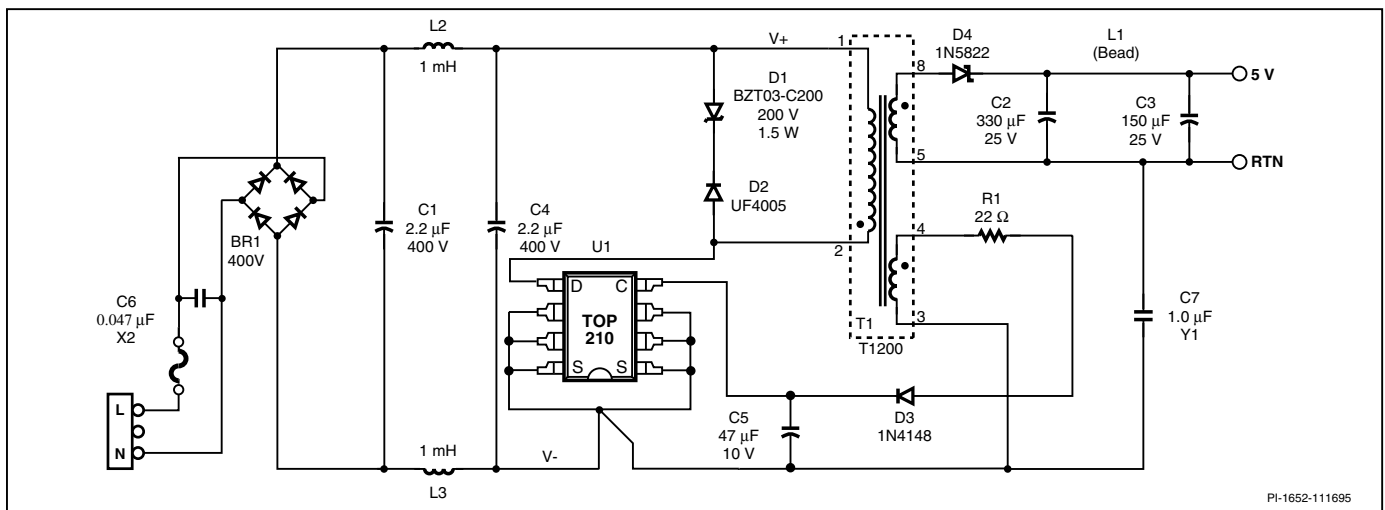 L2
1 mH
V+
D1
BZT03-C200
200 V
1.5 W
D2
UF4005
1
2
D4
1N5822
L1
(Bead)
8
5 V
C2
330 µF
25 V
C3
150 µF
25 V
5
RTN
BR1
400V
C1
2.2 µF
400 V
C4
2.2 µF
400 V
U1
D
C
TOP
210
S
S
R1
22 Ω
4
3
T1
T1200
C7
1.0 µF
Y1
C6
0.047 µF
X2
L
N
C5
47 µF
10 V
D3
1N4148
1 mH
L3
V-
PI-1652-111695